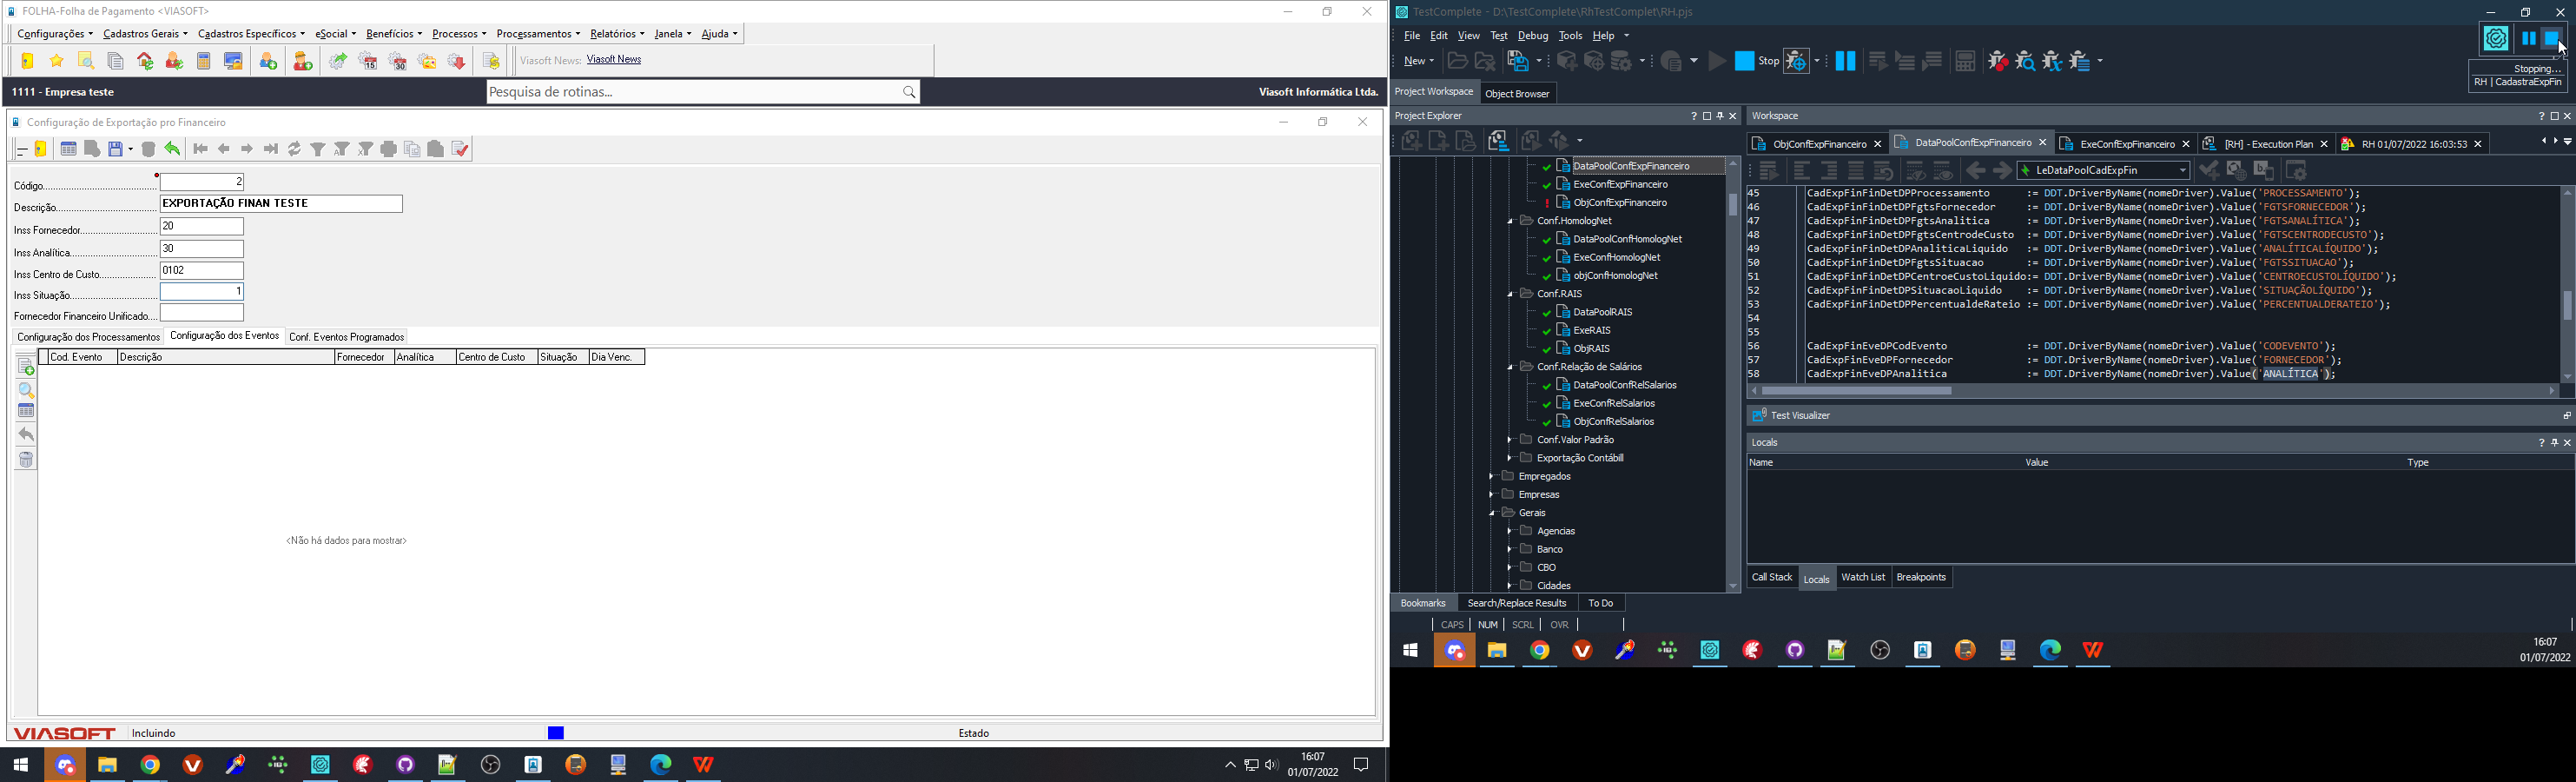 FOLHA-Folha de Pagamento <VIASOFT>
Configurações Cadastros Gerais Cadastros Específicos eSocial Benefícios Processos Processamentos Relatórios Janela Ajuda
Viasoft News: Viasoft News
1111 - Empresa teste
Pesquisa de rotinas...
Viasoft Informática Ltda.
Configuração de Exportação pro Financeiro
Código 2
Descrição EXPORTAÇÃO FINAN TESTE
Inss Fornecedor 20
Inss Analítica 30
Inss Centro de Custo 0102
Inss Situação 1
Fornecedor Financeiro Unificado
Configuração dos Processamentos Configuração dos Eventos Conf. Eventos Programados
Cod. Evento Descrição Fornecedor Analítica Centro de Custo Situação Dia Venc.
<Não há dados para mostrar>
VIASOFT Incluindo Estado
16:07
01/07/2022
TestComplete - D:\TestComplete\RhTestComplet\RH.pjs
File Edit View Test Debug Tools Help
New Stop
Stopping...
RH | CadastraExpFin
Project Workspace Object Browser
Project Explorer
DataPoolConfExpFinanceiro
ExeConfExpFinanceiro
ObjConfExpFinanceiro
Conf.HomologNet
DataPoolConfHomologNet
ExeConfHomologNet
objConfHomologNet
Conf.RAIS
DataPoolRAIS
ExeRAIS
ObjRAIS
Conf.Relação de Salários
DataPoolConfRelSalarios
ExeConfRelSalarios
ObjConfRelSalarios
Conf.Valor Padrão
Exportação Contábill
Empregados
Empresas
Gerais
Agencias
Banco
CBO
Cidades
Bookmarks Search/Replace Results To Do
CAPS NUM SCRL OVR
Workspace
ObjConfExpFinanceiro DataPoolConfExpFinanceiro ExeConfExpFinanceiro [RH] - Execution Plan RH 01/07/2022 16:03:53
LeDataPoolCadExpFin
45 CadExpFinFinDetDPProcessamento := DDT.DriverByName(nomeDriver).Value('PROCESSAMENTO');
46 CadExpFinFinDetDPFgtsFornecedor := DDT.DriverByName(nomeDriver).Value('FGTSFORNECEDOR');
47 CadExpFinFinDetDPFgtsAnalitica := DDT.DriverByName(nomeDriver).Value('FGTSANALÍTICA');
48 CadExpFinFinDetDPFgtsCentrodeCusto := DDT.DriverByName(nomeDriver).Value('FGTSCENTRODECUSTO');
49 CadExpFinFinDetDPAnaliticaLiquido := DDT.DriverByName(nomeDriver).Value('ANALÍTICALÍQUIDO');
50 CadExpFinFinDetDPFgtsSituacao := DDT.DriverByName(nomeDriver).Value('FGTSSITUACAO');
51 CadExpFinFinDetDPCentroeCustoLiquido:= DDT.DriverByName(nomeDriver).Value('CENTROECUSTOLÍQUIDO');
52 CadExpFinFinDetDPSituacaoLiquido := DDT.DriverByName(nomeDriver).Value('SITUAÇÃOLÍQUIDO');
53 CadExpFinFinDetDPPercentualdeRateio := DDT.DriverByName(nomeDriver).Value('PERCENTUALDERATEIO');
54
55
56 CadExpFinEveDPCodEvento := DDT.DriverByName(nomeDriver).Value('CODEVENTO');
57 CadExpFinEveDPFornecedor := DDT.DriverByName(nomeDriver).Value('FORNECEDOR');
58 CadExpFinEveDPAnalitica := DDT.DriverByName(nomeDriver).Value('ANALÍTICA');
Test Visualizer
Locals
Name Value Type
Call Stack Locals Watch List Breakpoints
16:07
01/07/2022